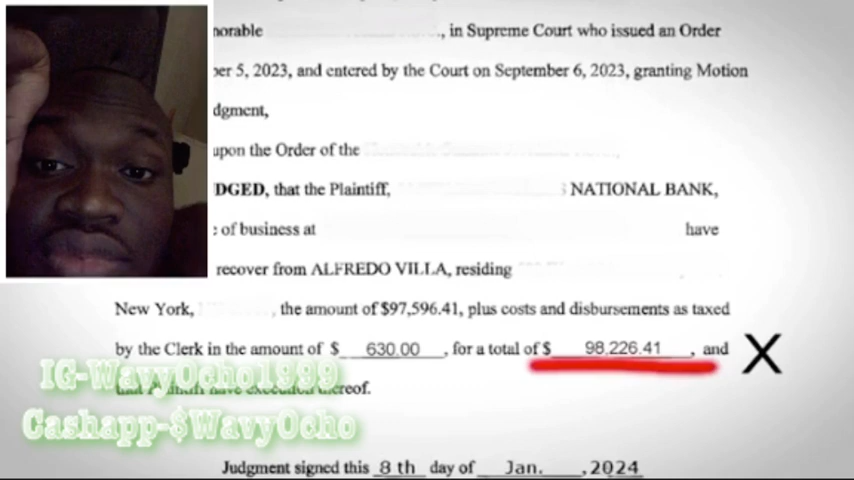 norable , in Supreme Court who issued an Order
ber 5, 2023, and entered by the Court on September 6, 2023, granting Motion
dgment,
upon the Order of the
DGED, that the Plaintiff, NATIONAL BANK,
of business at have
recover from ALFREDO VILLA, residing
New York, , the amount of $97,596.41, plus costs and disbursements as taxed
by the Clerk in the amount of $ 630.00 , for a total of $ 98,226.41 , and X
thereof.
IG-WavyOcho1999
Cashapp-$WavyOcho
Judgment signed this 8 th day of Jan. , 2024